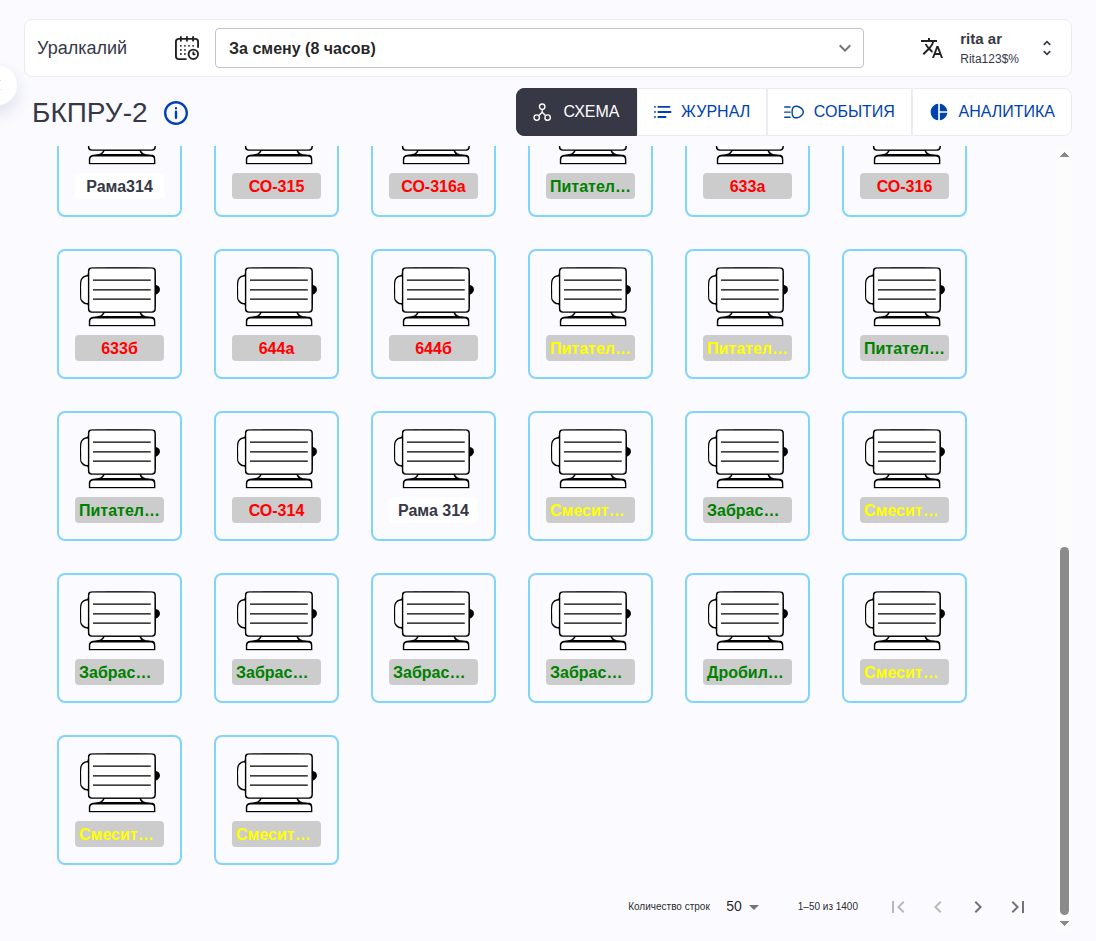 Уралкалий
За смену (8 часов)
rita ar
Rita123$%
БКПРУ-2
СХЕМА
ЖУРНАЛ
СОБЫТИЯ
АНАЛИТИКА
Рама314
СО-315
СО-316а
Питател...
633а
СО-316
633б
644а
644б
Питател...
Питател...
Питател...
Питател...
СО-314
Рама 314
Смесит...
Забрас...
Смесит...
Забрас...
Забрас...
Забрас...
Забрас...
Дробил...
Смесит...
Смесит...
Смесит...
Количество строк
50
1–50 из 1400